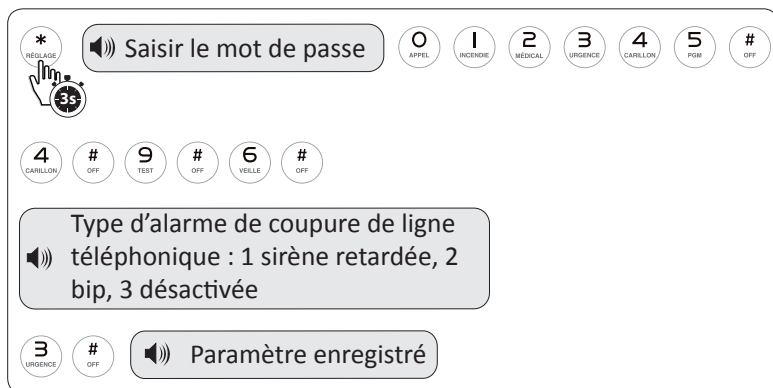 * 🔊 Saisir le mot de passe 0 1 2 3 4 5 #
RÉGLAGE APPEL INCENDIE MÉDICAL URGENCE CARILLON PGM OFF
3s
4 # 9 # 6 #
CARILLON OFF TEST OFF VEILLE OFF
Type d’alarme de coupure de ligne
téléphonique : 1 sirène retardée, 2
bip, 3 désactivée
3 # Paramètre enregistré
URGENCE OFF